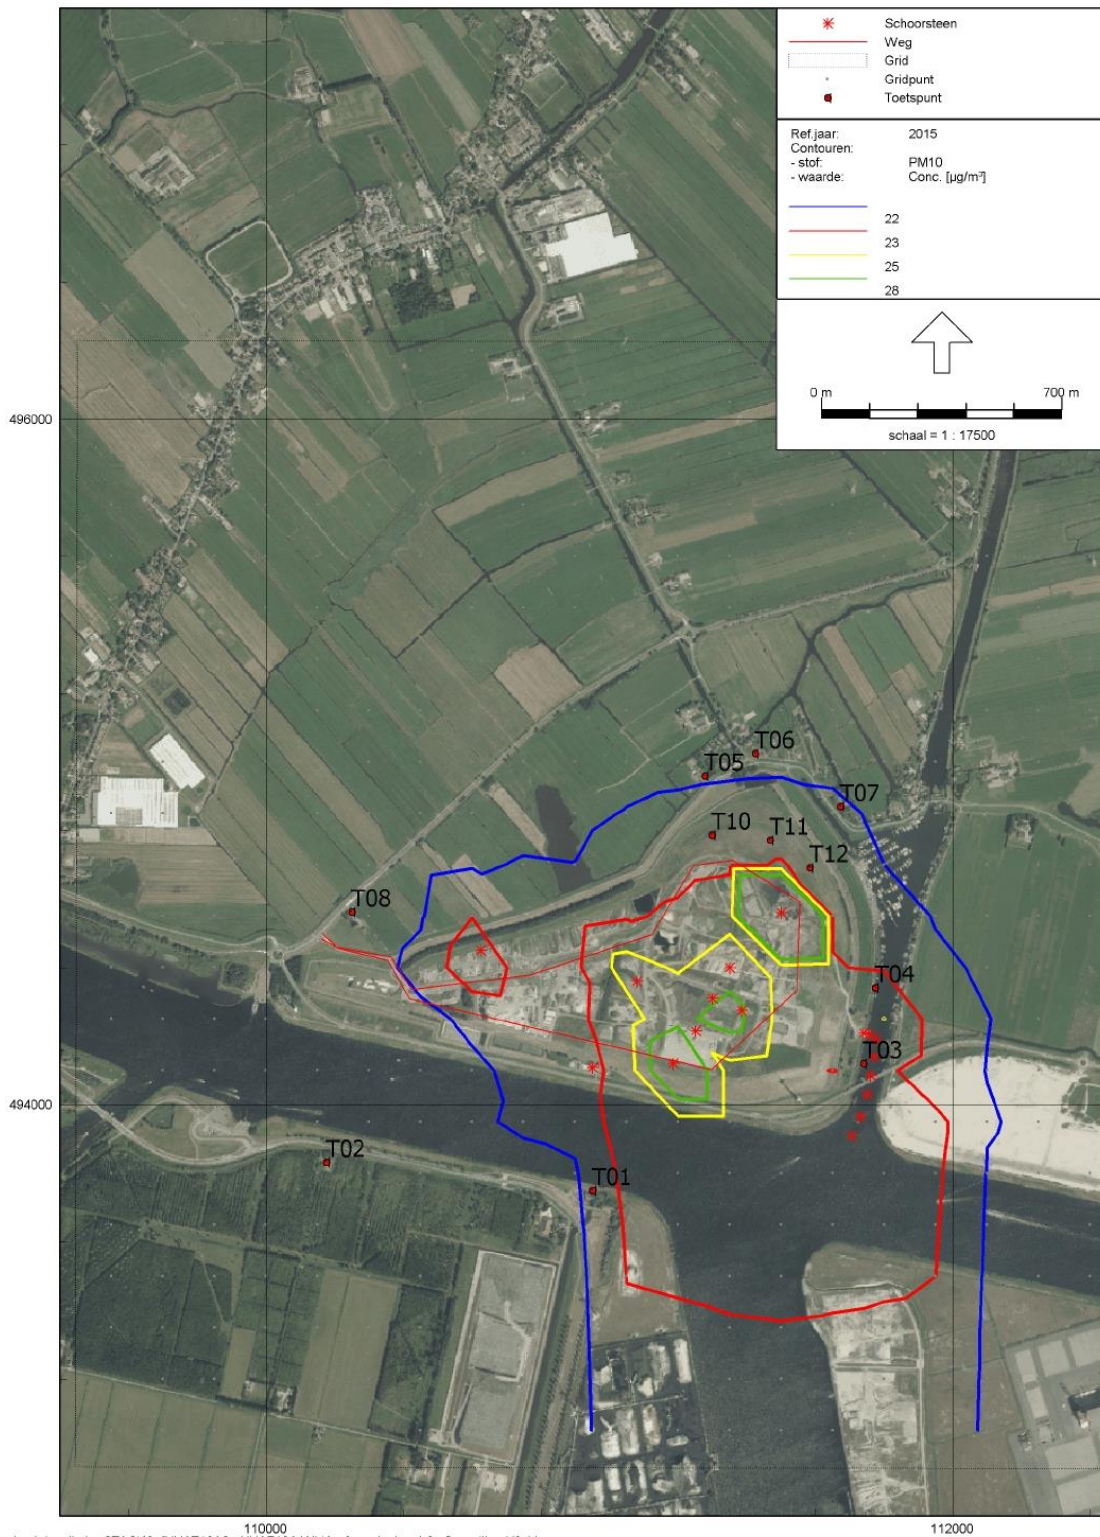 Schoorsteen
Weg
Grid
Gridpunt
Toetspunt
Ref.jaar: 2015
Contouren:
- stof: PM10
- waarde: Conc. [µg/m³]
22
23
25
28
0 m 700 m
schaal = 1 : 17500
496000
T06
T05
T07
T10
T11
T12
T08
T04
T03
494000
T02
T01
110000
112000